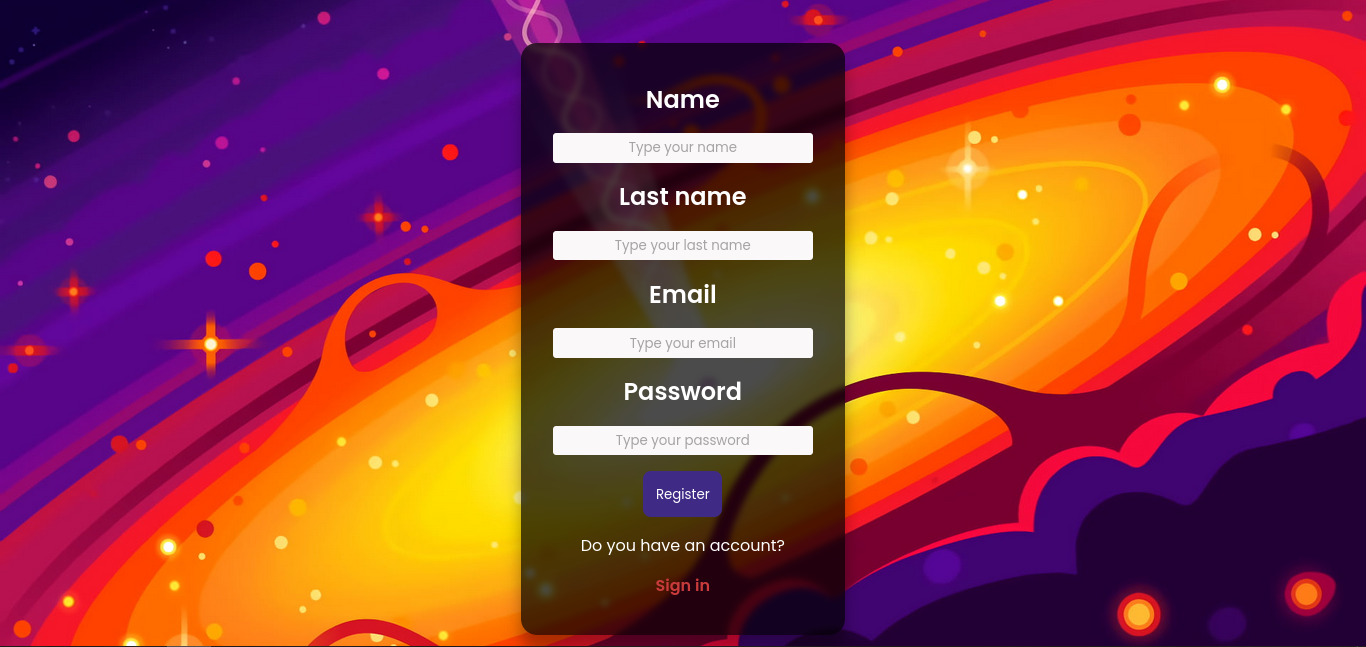 Name
Type your name
Last name
Type your last name
Email
Type your email
Password
Type your password
Register
Do you have an account?
Sign in